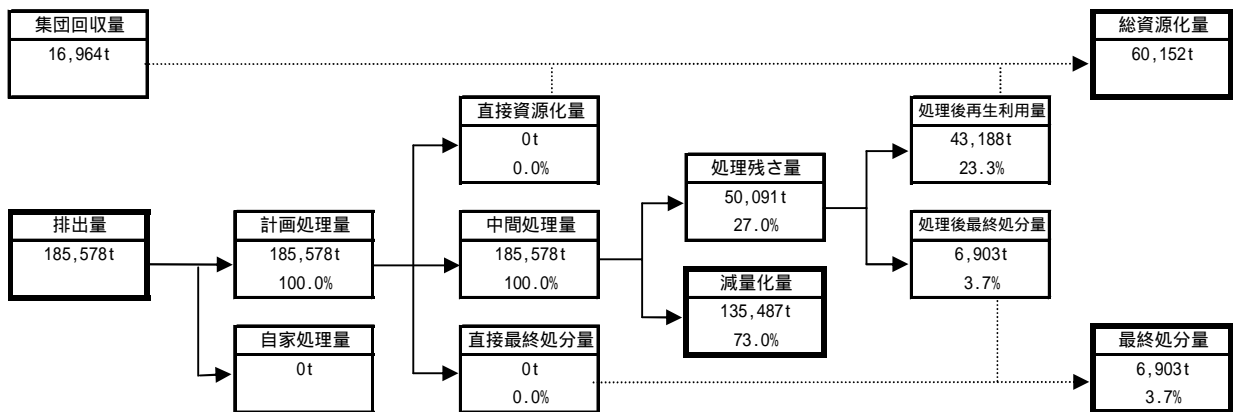 集団回収量
16,964t
総資源化量
60,152t
直接資源化量
0t
0.0%
処理後再生利用量
43,188t
23.3%
処理残さ量
50,091t
27.0%
排出量
185,578t
計画処理量
185,578t
100.0%
中間処理量
185,578t
100.0%
処理後最終処分量
6,903t
3.7%
減量化量
135,487t
73.0%
自家処理量
0t
直接最終処分量
0t
0.0%
最終処分量
6,903t
3.7%